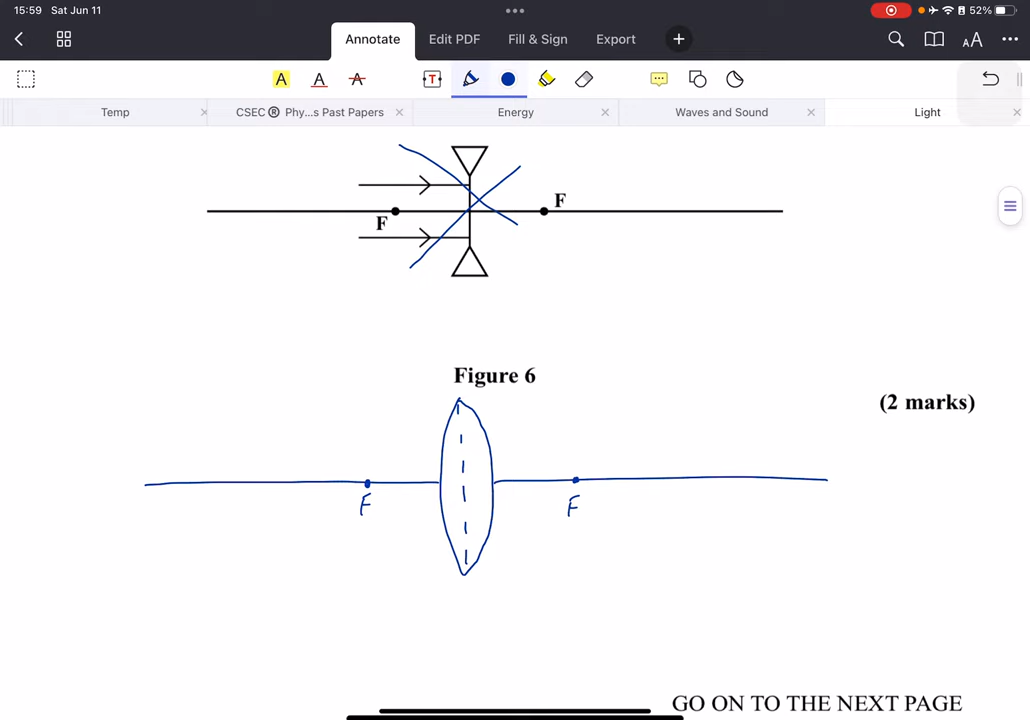 15:59 Sat Jun 11
52%
Annotate
Edit PDF
Fill & Sign
Export
AA
A
A
A
T
Temp
CSEC ® Phy...s Past Papers
Energy
Waves and Sound
Light
F
F
Figure 6
(2 marks)
F
F
GO ON TO THE NEXT PAGE